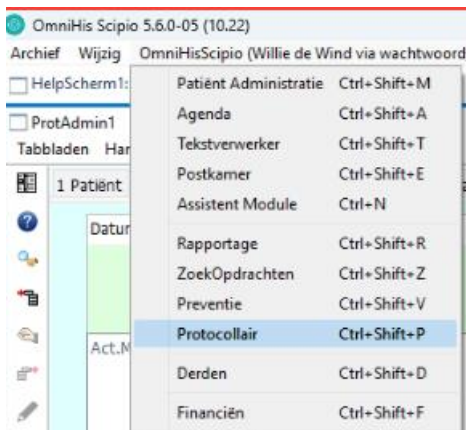 OmniHis Scipio 5.6.0-05 (10.22)
Archief Wijzig OmniHisScipio (Willie de Wind via wachtwoord
HelpScherm1:
Patiënt Administratie Ctrl+Shift+M
ProtAdmin1
Agenda Ctrl+Shift+A
Tabbladen
Tekstverwerker Ctrl+Shift+T
1 Patiënt
Postkamer Ctrl+Shift+E
Assistent Module Ctrl+N
Rapportage Ctrl+Shift+R
ZoekOpdrachten Ctrl+Shift+Z
Preventie Ctrl+Shift+V
Protocollair Ctrl+Shift+P
Derden Ctrl+Shift+D
Financiën Ctrl+Shift+F